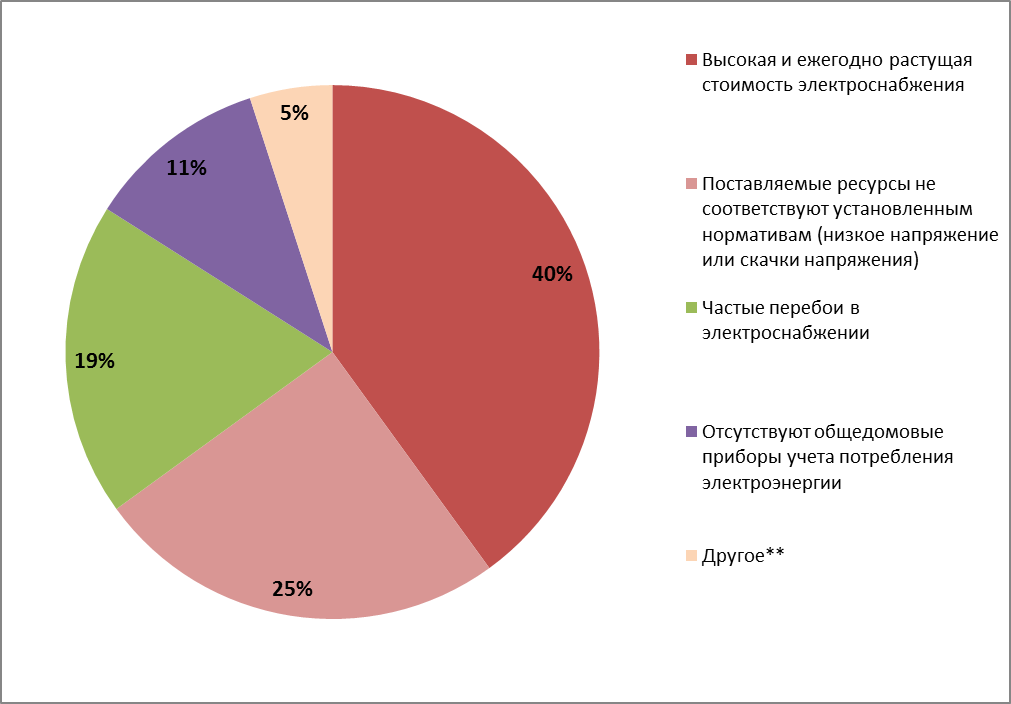 5%
11%
40%
19%
25%
Высокая и ежегодно растущая
стоимость электроснабжения
Поставляемые ресурсы не
соответствуют установленным
нормативам (низкое напряжение
или скачки напряжения)
Частые перебои в
электроснабжении
Отсутствуют общедомовые
приборы учета потребления
электроэнергии
Другое**